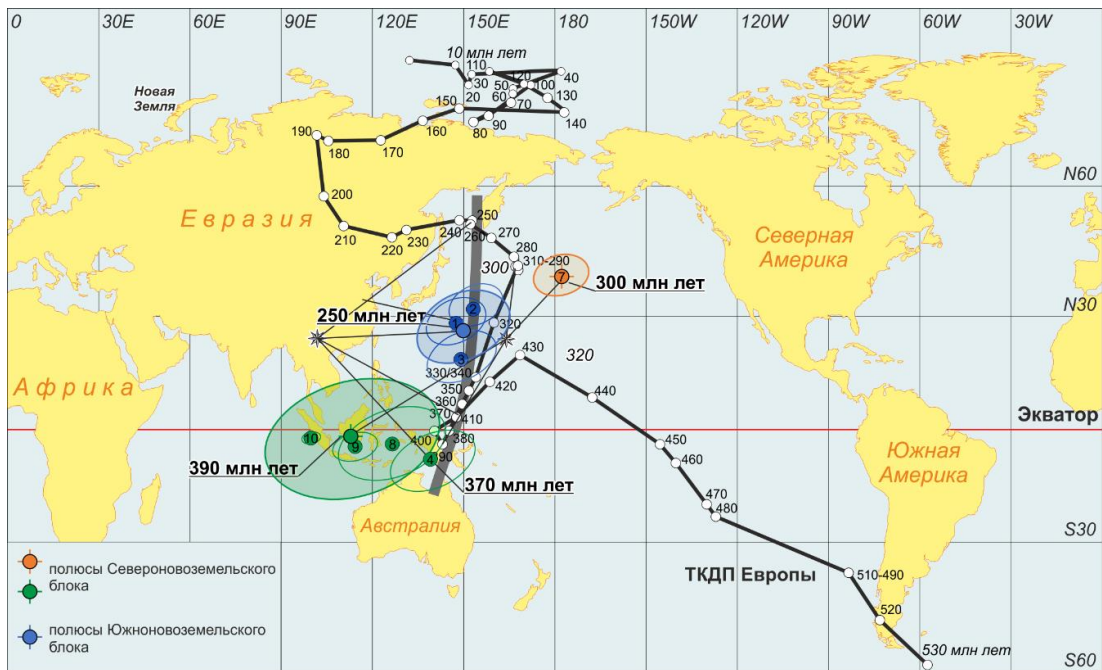 0 30E 90E 120E 150E 180 150W 120W 90W 60W 30W
10 млн лет
110 120 40
30 50 100
Новая
Земля
20 60 130
150 70
140
160 80 90
190
180 170
N60
200
Евразия
250
210 240 260 270
220 230
Северная
Америка
280
310-290
300
7
300 млн лет
N30
2
250 млн лет
1 320
3
430 320
Африка
330/340
350 420
360 440
370 410
Экватор
400 380
10 9 8 4 90
450
390 млн лет
460
370 млн лет
Южная
Америка
470
480
Австралия
S30
полюсы Североновоземельского
блока
ТКДП Европы
510-490
520
полюсы Южноновоземельского
блока
530 млн лет
S60